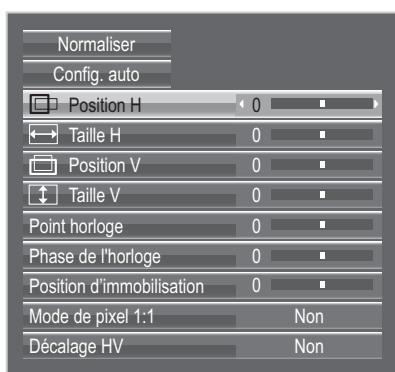 Normaliser
Config. auto
Position H 0
Taille H 0
Position V 0
Taille V 0
Point horloge 0
Phase de l'horloge 0
Position d’immobilisation 0
Mode de pixel 1:1 Non
Décalage HV Non